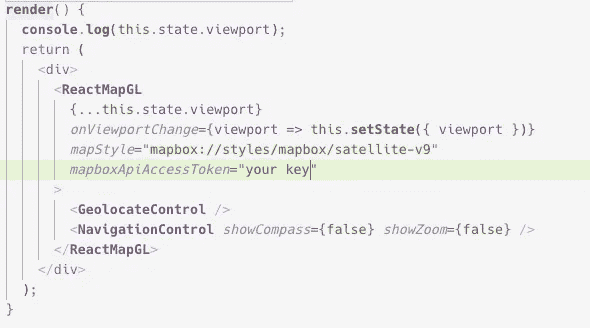 render() {
  console.log(this.state.viewport);
  return (
    <div>
      <ReactMapGL
        {...this.state.viewport}
        onViewportChange={viewport => this.setState({ viewport })}
        mapStyle="mapbox://styles/mapbox/satellite-v9"
        mapboxApiAccessToken="your key"
      >
        <GeolocateControl />
        <NavigationControl showCompass={false} showZoom={false} />
      </ReactMapGL>
    </div>
  );
}